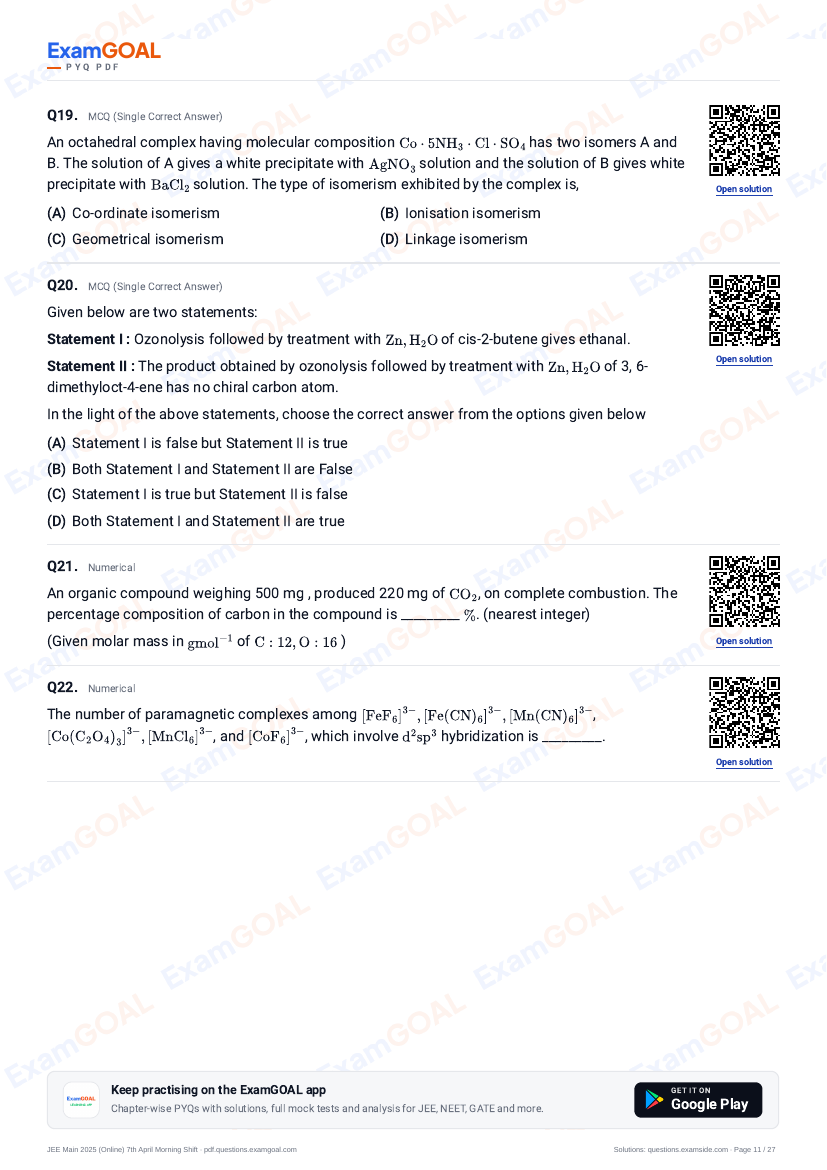 ExamGOAL
PYQ PDF
Q19. MCQ (Single Correct Answer)
An octahedral complex having molecular composition Co · 5NH₃ · Cl · SO₄ has two isomers A and
B. The solution of A gives a white precipitate with AgNO₃ solution and the solution of B gives white
precipitate with BaCl₂ solution. The type of isomerism exhibited by the complex is,
(A) Co-ordinate isomerism
(B) Ionisation isomerism
(C) Geometrical isomerism
(D) Linkage isomerism
Open solution
Q20. MCQ (Single Correct Answer)
Given below are two statements:
Statement I : Ozonolysis followed by treatment with Zn, H₂O of cis-2-butene gives ethanal.
Statement II : The product obtained by ozonolysis followed by treatment with Zn, H₂O of 3, 6-
dimethyloct-4-ene has no chiral carbon atom.
In the light of the above statements, choose the correct answer from the options given below
(A) Statement I is false but Statement II is true
(B) Both Statement I and Statement II are False
(C) Statement I is true but Statement II is false
(D) Both Statement I and Statement II are true
Open solution
Q21. Numerical
An organic compound weighing 500 mg , produced 220 mg of CO₂, on complete combustion. The
percentage composition of carbon in the compound is ________ %. (nearest integer)
(Given molar mass in gmol⁻¹ of C : 12, O : 16 )
Open solution
Q22. Numerical
The number of paramagnetic complexes among [FeF₆]³⁻, [Fe(CN)₆]³⁻, [Mn(CN)₆]³⁻,
[Co(C₂O₄)₃]³⁻, [MnCl₆]³⁻, and [CoF₆]³⁻, which involve d²sp³ hybridization is ________.
Open solution
ExamGOAL
Keep practising on the ExamGOAL app
Chapter-wise PYQs with solutions, full mock tests and analysis for JEE, NEET, GATE and more.
GET IT ON
Google Play
JEE Main 2025 (Online) 7th April Morning Shift · pdf.questions.examgoal.com
Solutions: questions.examside.com · Page 11 / 27